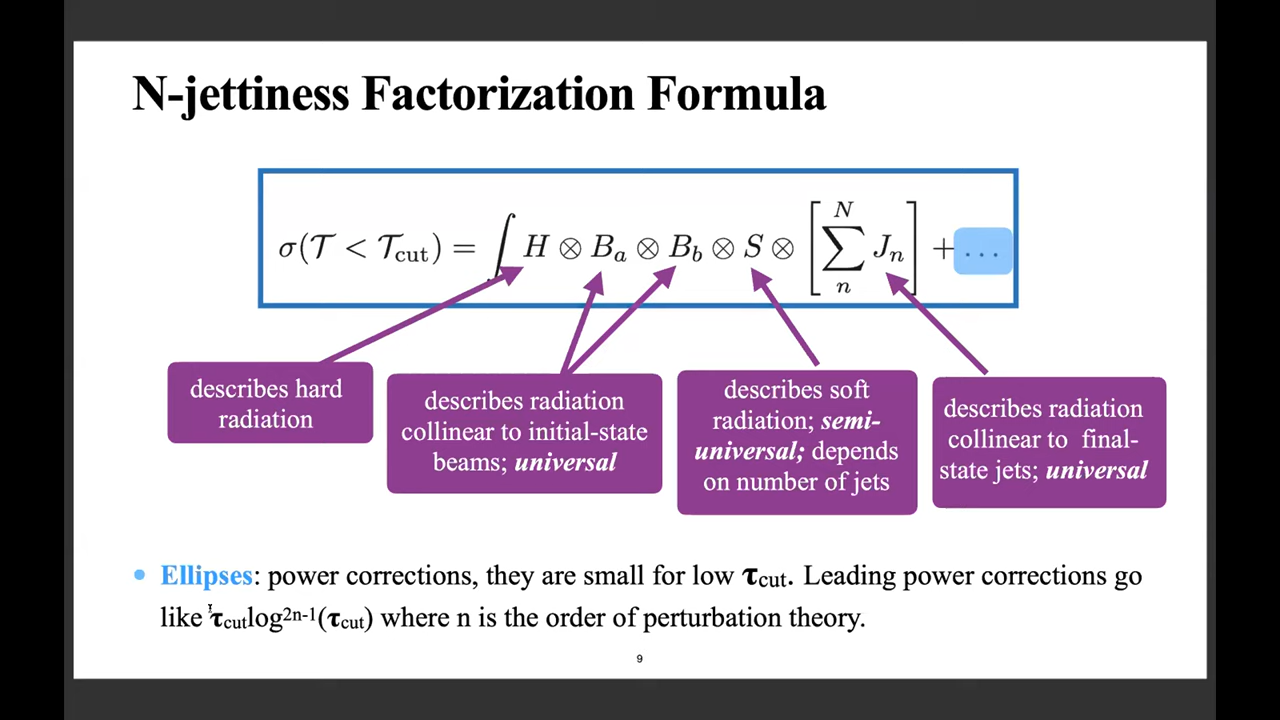 N-jettiness Factorization Formula
σ(𝒯 < 𝒯cut) = ∫ H ⊗ Ba ⊗ Bb ⊗ S ⊗ [ ∑ₙᴺ Jn ] + ...
describes hard
radiation
describes radiation
collinear to initial-state
beams; universal
describes soft
radiation; semi-
universal; depends
on number of jets
describes radiation
collinear to final-
state jets; universal
• Ellipses: power corrections, they are small for low 𝛕cut. Leading power corrections go
like 𝛕cutlog²ⁿ⁻¹(𝛕cut) where n is the order of perturbation theory.
9